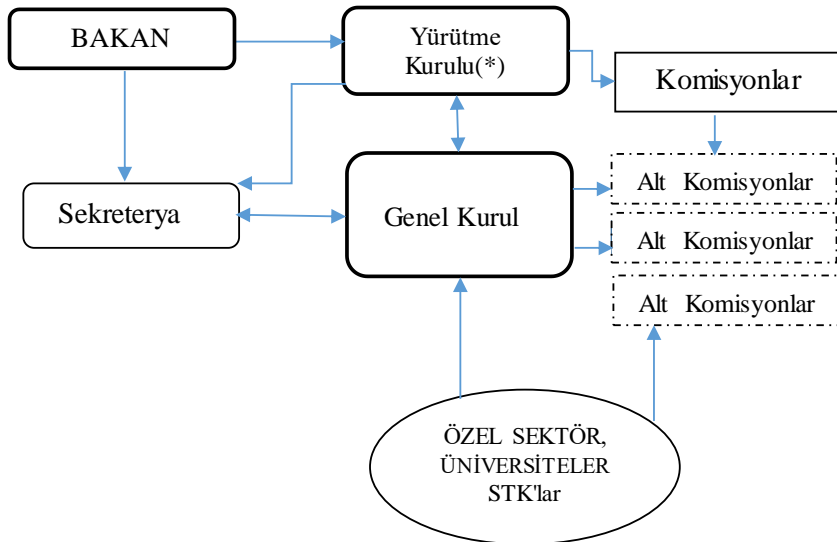 BAKAN
Yürütme
Kurulu(*)
Komisyonlar
Sekreterya
Genel Kurul
Alt Komisyonlar
Alt Komisyonlar
Alt Komisyonlar
ÖZEL SEKTÖR,
ÜNİVERSİTELER
STK'lar